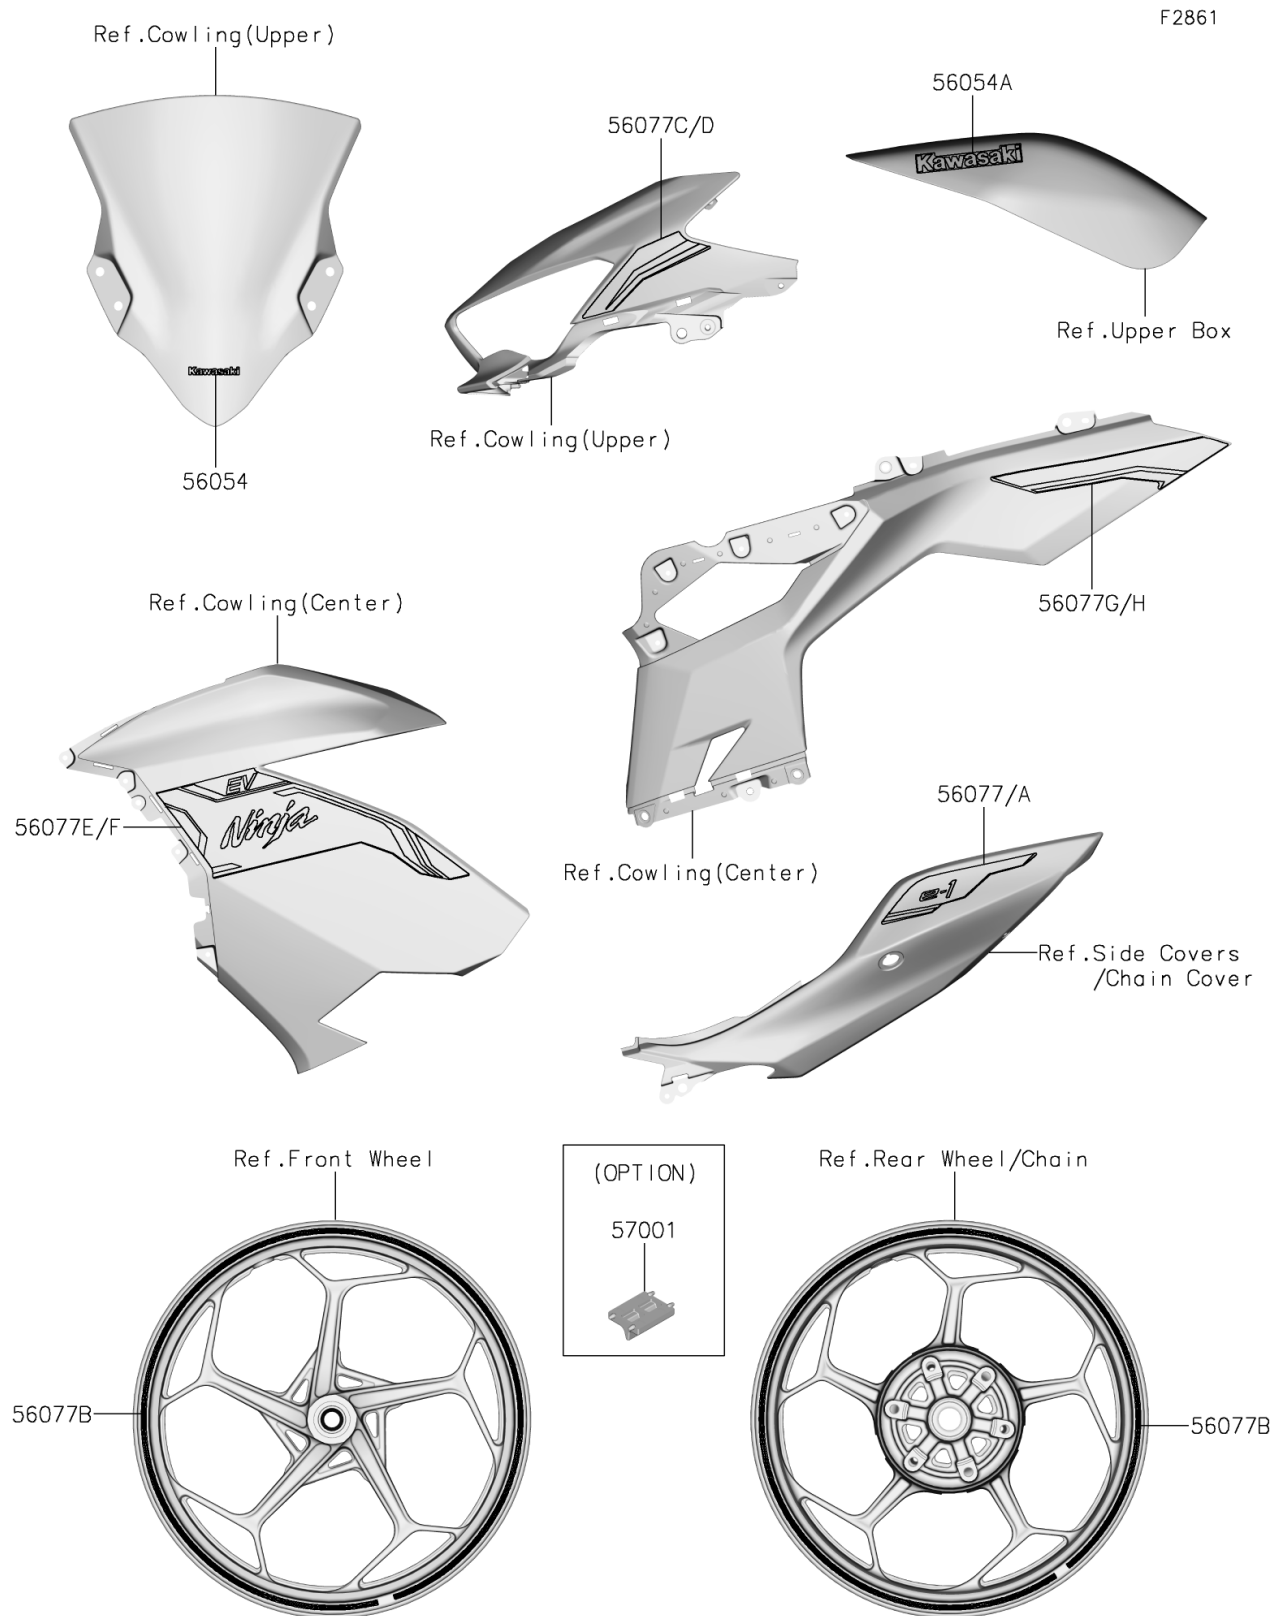 F2861
Ref.Cowling(Upper)
56054A
56077C/D
Kawasaki
Ref.Upper Box
Kawasaki
Ref.Cowling(Upper)
56054
Ref.Cowling(Center)
56077G/H
EV
Ninja
56077E/F
56077/A
Ref.Cowling(Center)
e-1
Ref.Side Covers
/Chain Cover
Ref.Front Wheel
(OPTION)
Ref.Rear Wheel/Chain
57001
56077B
56077B